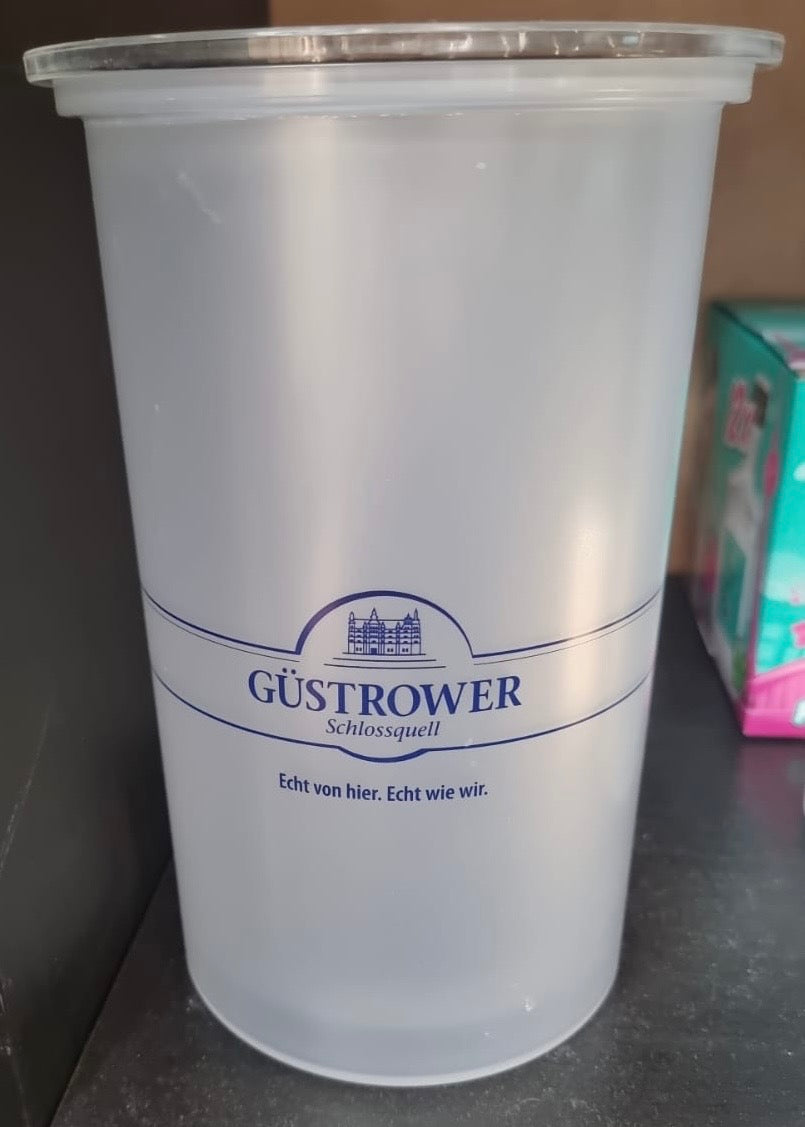 GÜSTROWER
Schlossquell
Echt von hier. Echt wie wir.